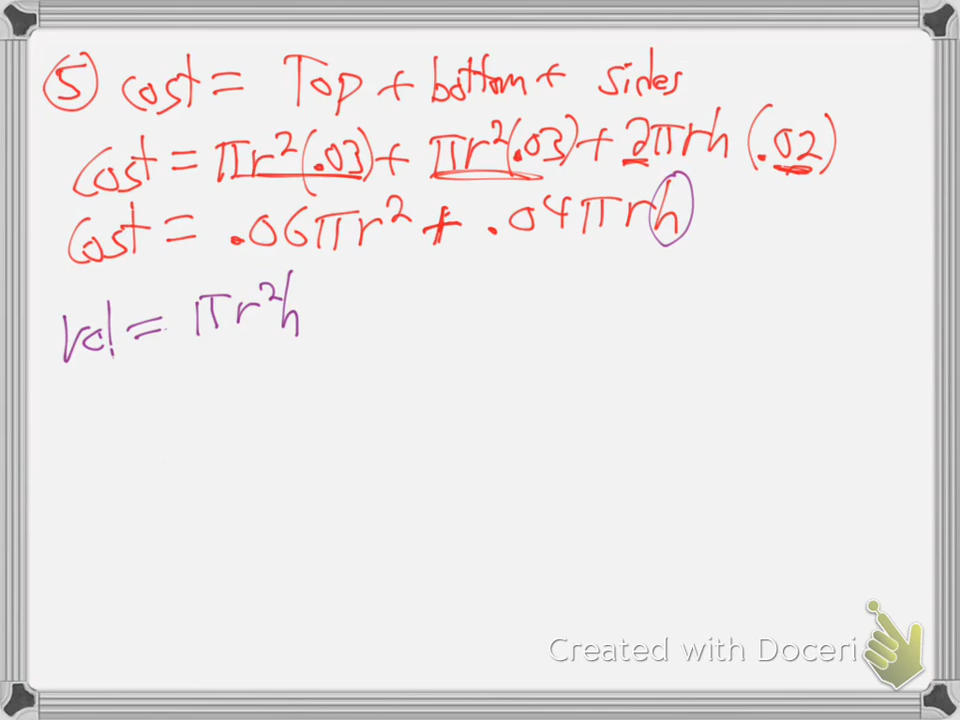 ⑤ cost = Top + bottom + sides
cost = πr²(.03) + πr²(.03) + 2πrh (.02)
cost = .06πr² + .04πrh
vol = πr²h
Created with Doceri